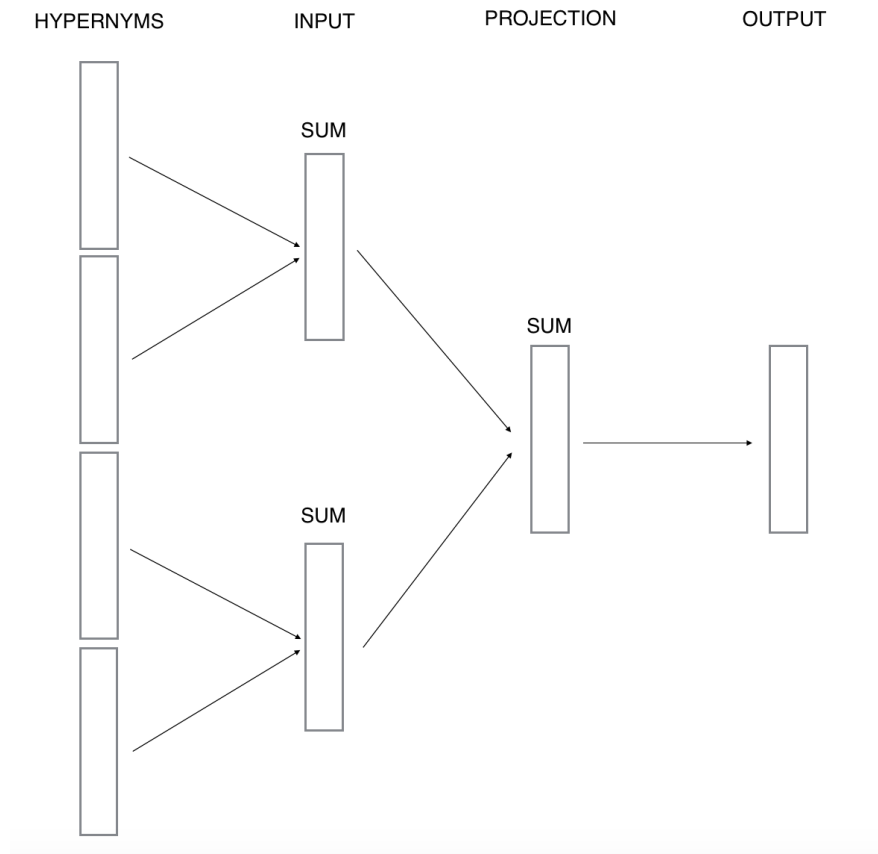 HYPERNYMS
INPUT
PROJECTION
OUTPUT
SUM
SUM
SUM